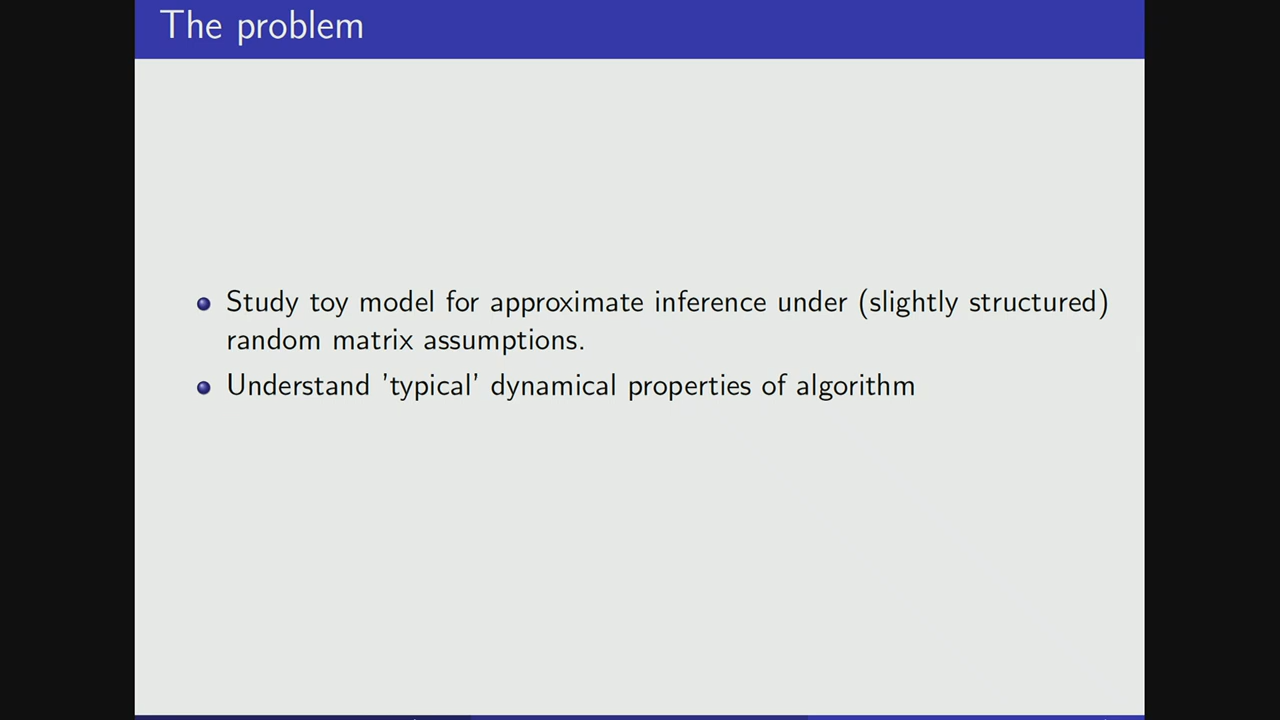 The problem
Study toy model for approximate inference under (slightly structured)
random matrix assumptions.
Understand 'typical' dynamical properties of algorithm